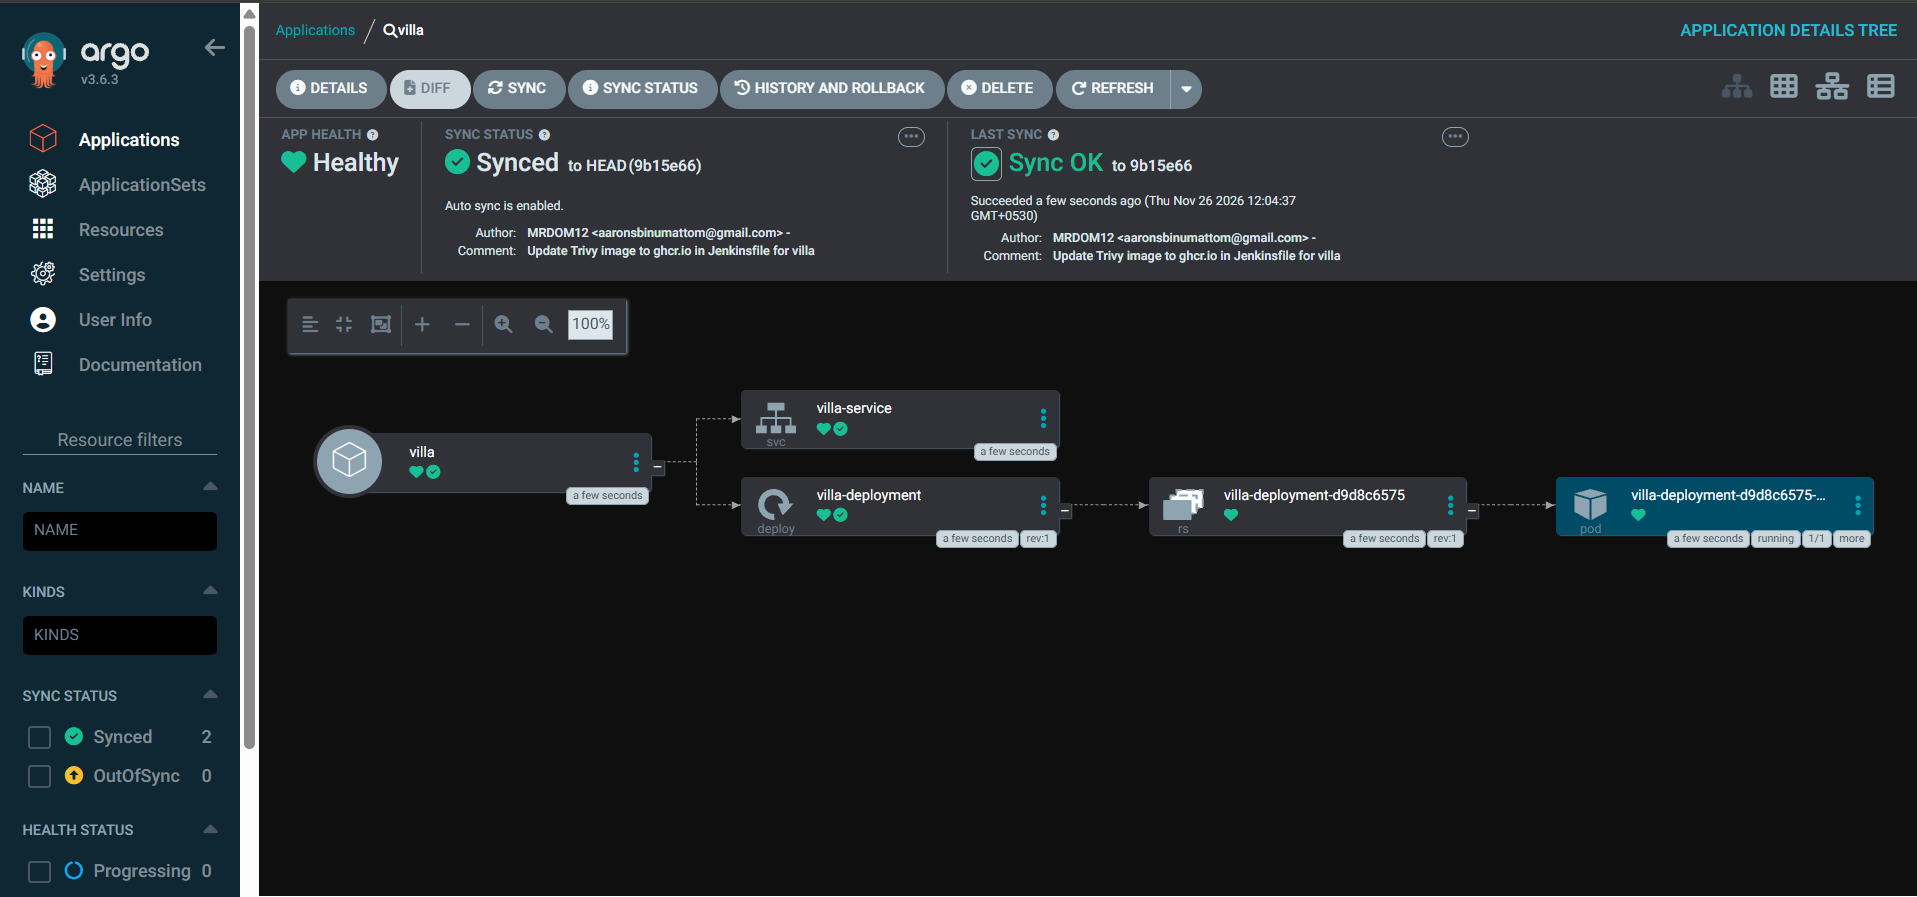 argo
v3.6.3
Applications
ApplicationSets
Resources
Settings
User Info
Documentation
Resource filters
NAME
NAME
KINDS
KINDS
SYNC STATUS
Synced 2
OutOfSync 0
HEALTH STATUS
Progressing 0
Applications / villa
APPLICATION DETAILS TREE
DETAILS
DIFF
SYNC
SYNC STATUS
HISTORY AND ROLLBACK
DELETE
REFRESH
APP HEALTH
Healthy
SYNC STATUS
Synced to HEAD (9b15e66)
Auto sync is enabled.
Author: MRDOM12 <aaronsbinumattom@gmail.com> -
Comment: Update Trivy image to ghcr.io in Jenkinsfile for villa
LAST SYNC
Sync OK to 9b15e66
Succeeded a few seconds ago (Thu Nov 26 2026 12:04:37
GMT+0530)
Author: MRDOM12 <aaronsbinumattom@gmail.com> -
Comment: Update Trivy image to ghcr.io in Jenkinsfile for villa
100%
villa
a few seconds
villa-service
svc
a few seconds
villa-deployment
deploy
a few seconds
rev:1
villa-deployment-d9d8c6575
rs
a few seconds
rev:1
villa-deployment-d9d8c6575-...
pod
a few seconds
running
1/1
more